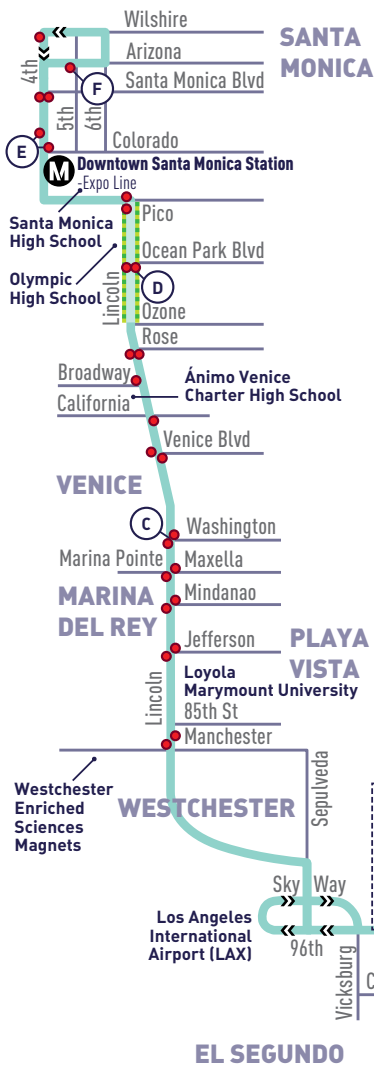 Wilshire
SANTA
MONICA
4th
Arizona
Santa Monica Blvd
F
5th
6th
E
Colorado
M
Downtown Santa Monica Station
-Expo Line
Santa Monica
High School
Pico
Olympic
High School
Ocean Park Blvd
D
Lincoln
Ozone
Rose
Broadway
Ánimo Venice
Charter High School
California
Venice Blvd
VENICE
C
Washington
Marina Pointe
Maxella
MARINA
DEL REY
Mindanao
Jefferson
PLAYA
VISTA
Loyola
Marymount University
Lincoln
85th St
Manchester
Sepulveda
Westchester
Enriched
Sciences
Magnets
WESTCHESTER
Sky Way
Los Angeles
International
Airport (LAX)
96th
Vicksburg
C
EL SEGUNDO